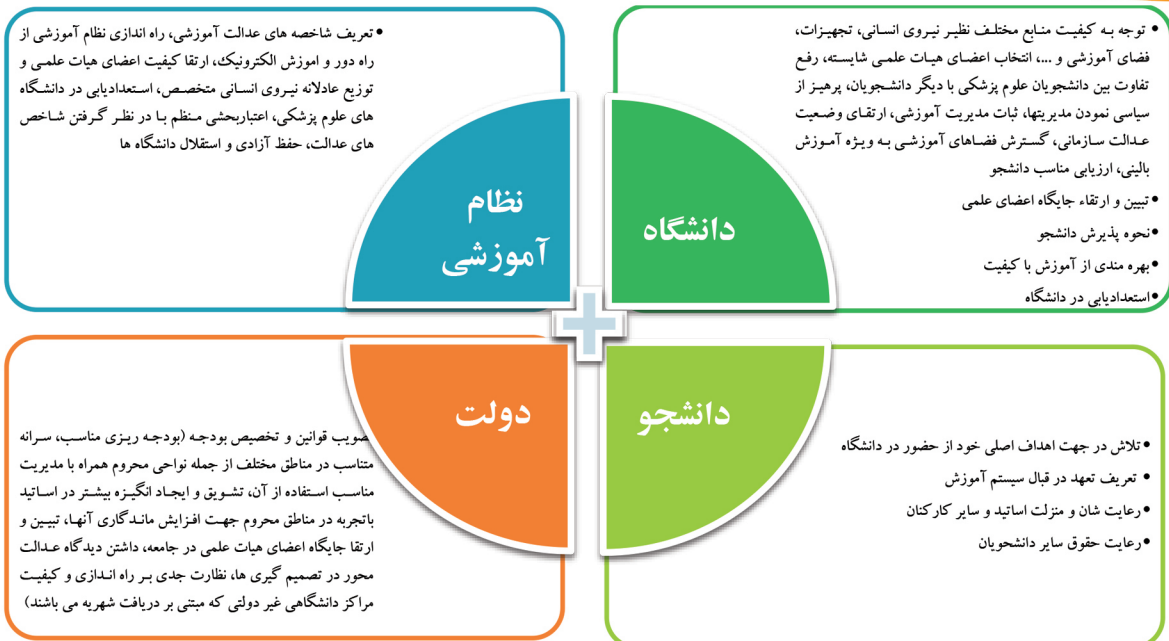 • توجه به کیفیت منابع مختلف نظیر نیروی انسانی، تجهیزات،
فضای آموزشی و ...، انتخاب اعضای هیات علمی شایسته، رفع
تفاوت بین دانشجویان علوم پزشکی با دیگر دانشجویان، پرهیز از
سیاسی نمودن مدیریتها، ثبات مدیریت آموزشی، ارتقای وضعیت
عدالت سازمانی، گسترش فضاهای آموزشی به ویژه آموزش
بالینی، ارزیابی مناسب دانشجو
•تبیین و ارتقاء جایگاه اعضای علمی
•نحوه پذیرش دانشجو
•بهره مندی از آموزش با کیفیت
•استعدادیابی در دانشگاه
دانشگاه
•تعریف شاخصه های عدالت آموزشی، راه اندازی نظام آموزشی از
راه دور و اموزش الکترونیک، ارتقا کیفیت اعضای هیات علمی و
توزیع عادلانه نیروی انسانی متخصص، استعدادیابی در دانشگاه
های علوم پزشکی، اعتباربخشی منظم با در نظر گرفتن شاخص
های عدالت، حفظ آزادی و استقلال دانشگاه ها
نظام
آموزشی
دانشجو
•تلاش در جهت اهداف اصلی خود از حضور در دانشگاه
• تعریف تعهد در قبال سیستم آموزش
•رعایت شان و منزلت اساتید و سایر کارکنان
•رعایت حقوق سایر دانشجویان
دولت
تصویب قوانین و تخصیص بودجه (بودجه ریزی مناسب، سرانه
متناسب در مناطق مختلف از جمله نواحی محروم همراه با مدیریت
مناسب استفاده از آن، تشویق و ایجاد انگیزه بیشتر در اساتید
باتجربه در مناطق محروم جهت افزایش ماندگاری آنها، تبیین و
ارتقا جایگاه اعضای هیات علمی در جامعه، داشتن دیدگاه عدالت
محور در تصمیم گیری ها، نظارت جدی بر راه اندازی و کیفیت
مراکز دانشگاهی غیر دولتی که مبتنی بر دریافت شهریه می باشند)